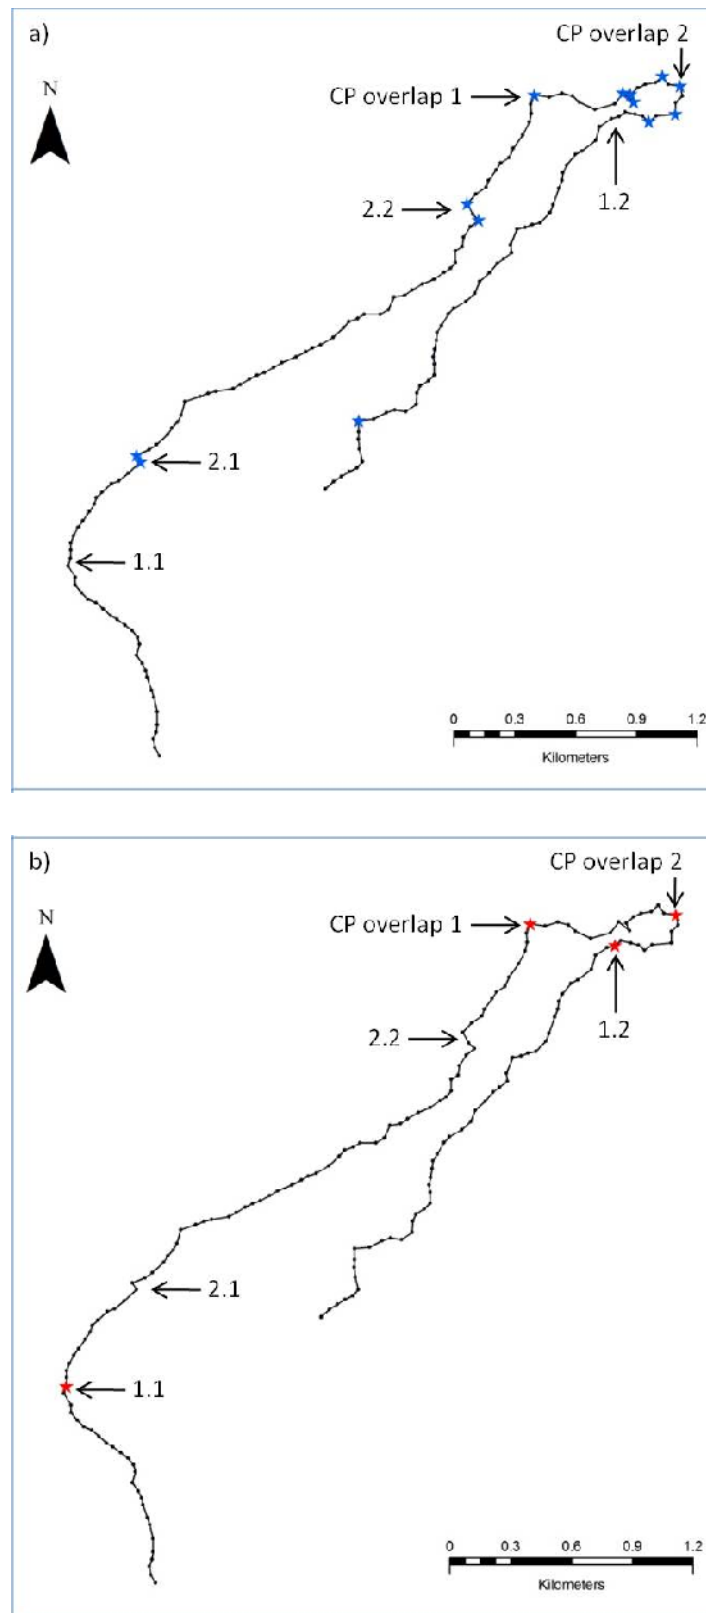 a)
CP overlap 2
N
CP overlap 1
2.2
1.2
2.1
1.1
0 0.3 0.6 0.9 1.2
Kilometers
b)
CP overlap 2
N
CP overlap 1
2.2
1.2
2.1
1.1
0 0.3 0.6 0.9 1.2
Kilometers